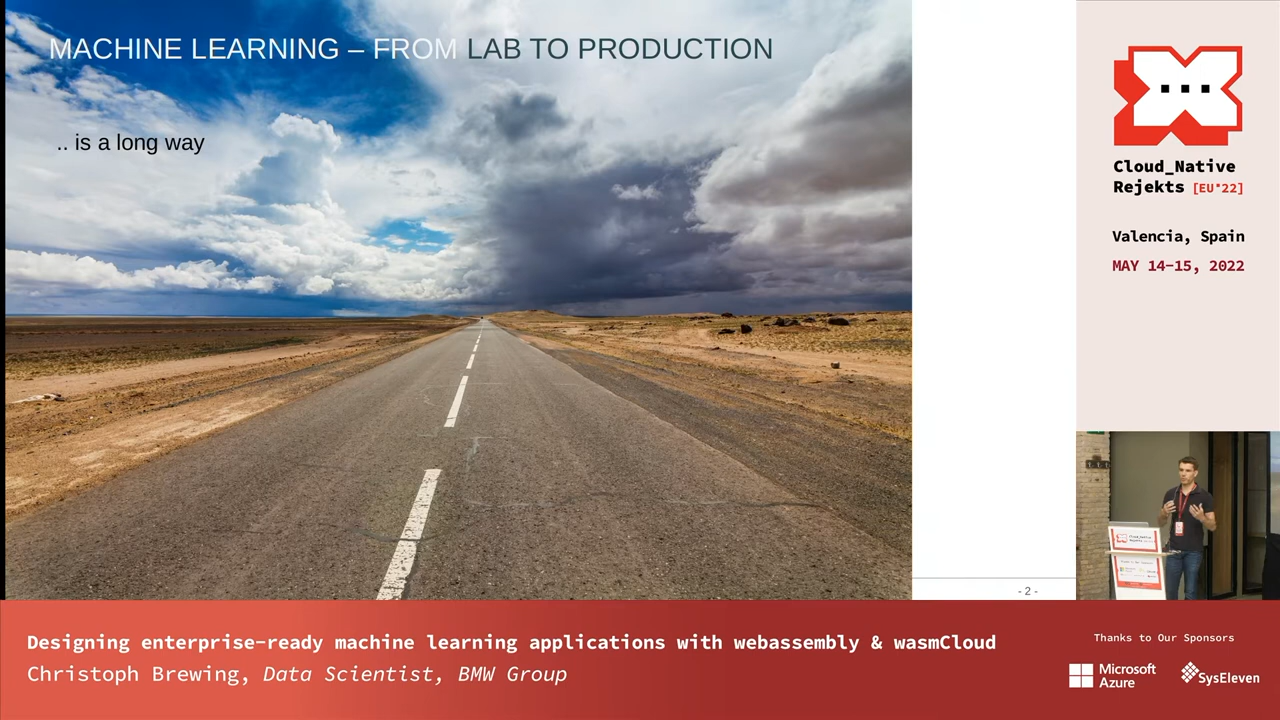 MACHINE LEARNING – FROM LAB TO PRODUCTION
.. is a long way
- 2 -
Cloud_Native
Rejekts [EU*22]
Valencia, Spain
MAY 14-15, 2022
Designing enterprise-ready machine learning applications with webassembly & wasmCloud
Christoph Brewing, Data Scientist, BMW Group
Thanks to Our Sponsors
Microsoft
Azure
SysEleven